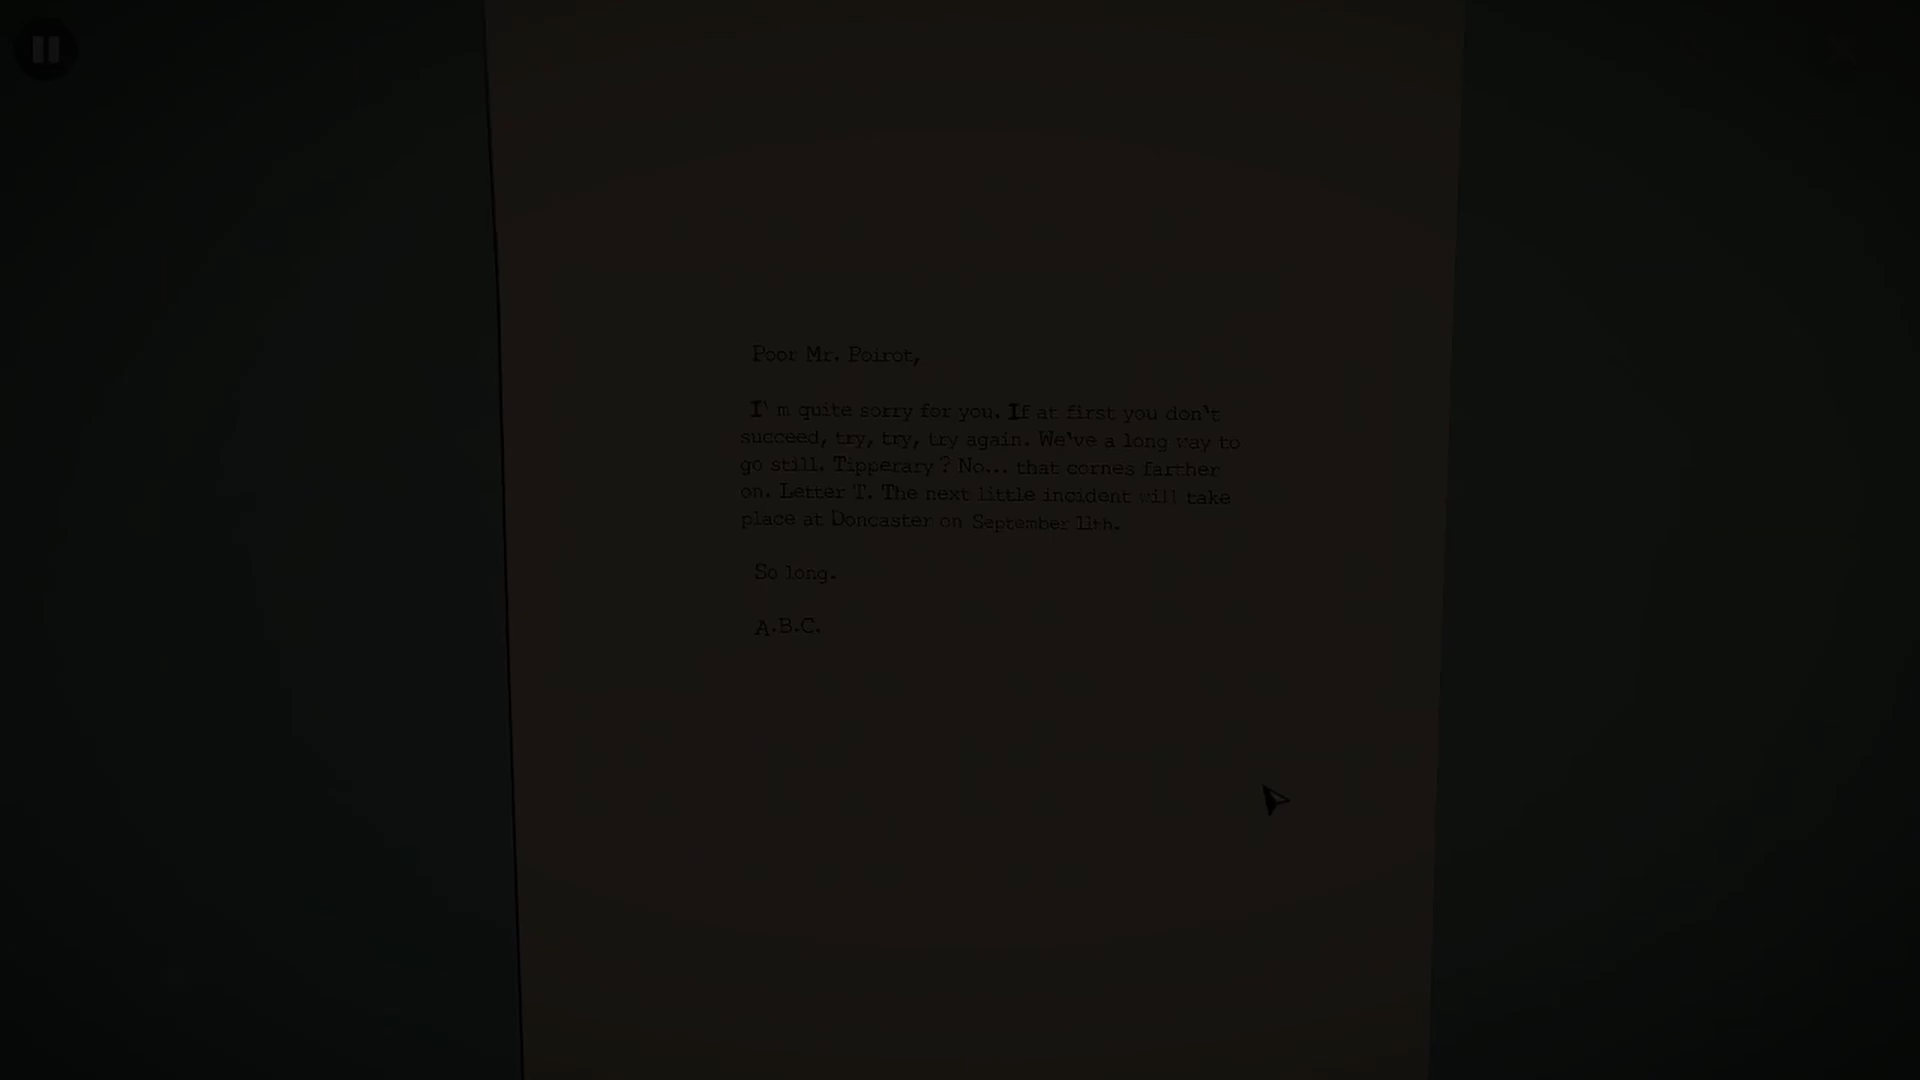 Poor Mr. Poirot,
I'm quite sorry for you. If at first you don't
succeed, try, try, try again. We've a long way to
go still. Tipperary ? No... that comes farther
on. Letter T. The next little incident will take
place at Doncaster on September 11th.
So long.
A.B.C.